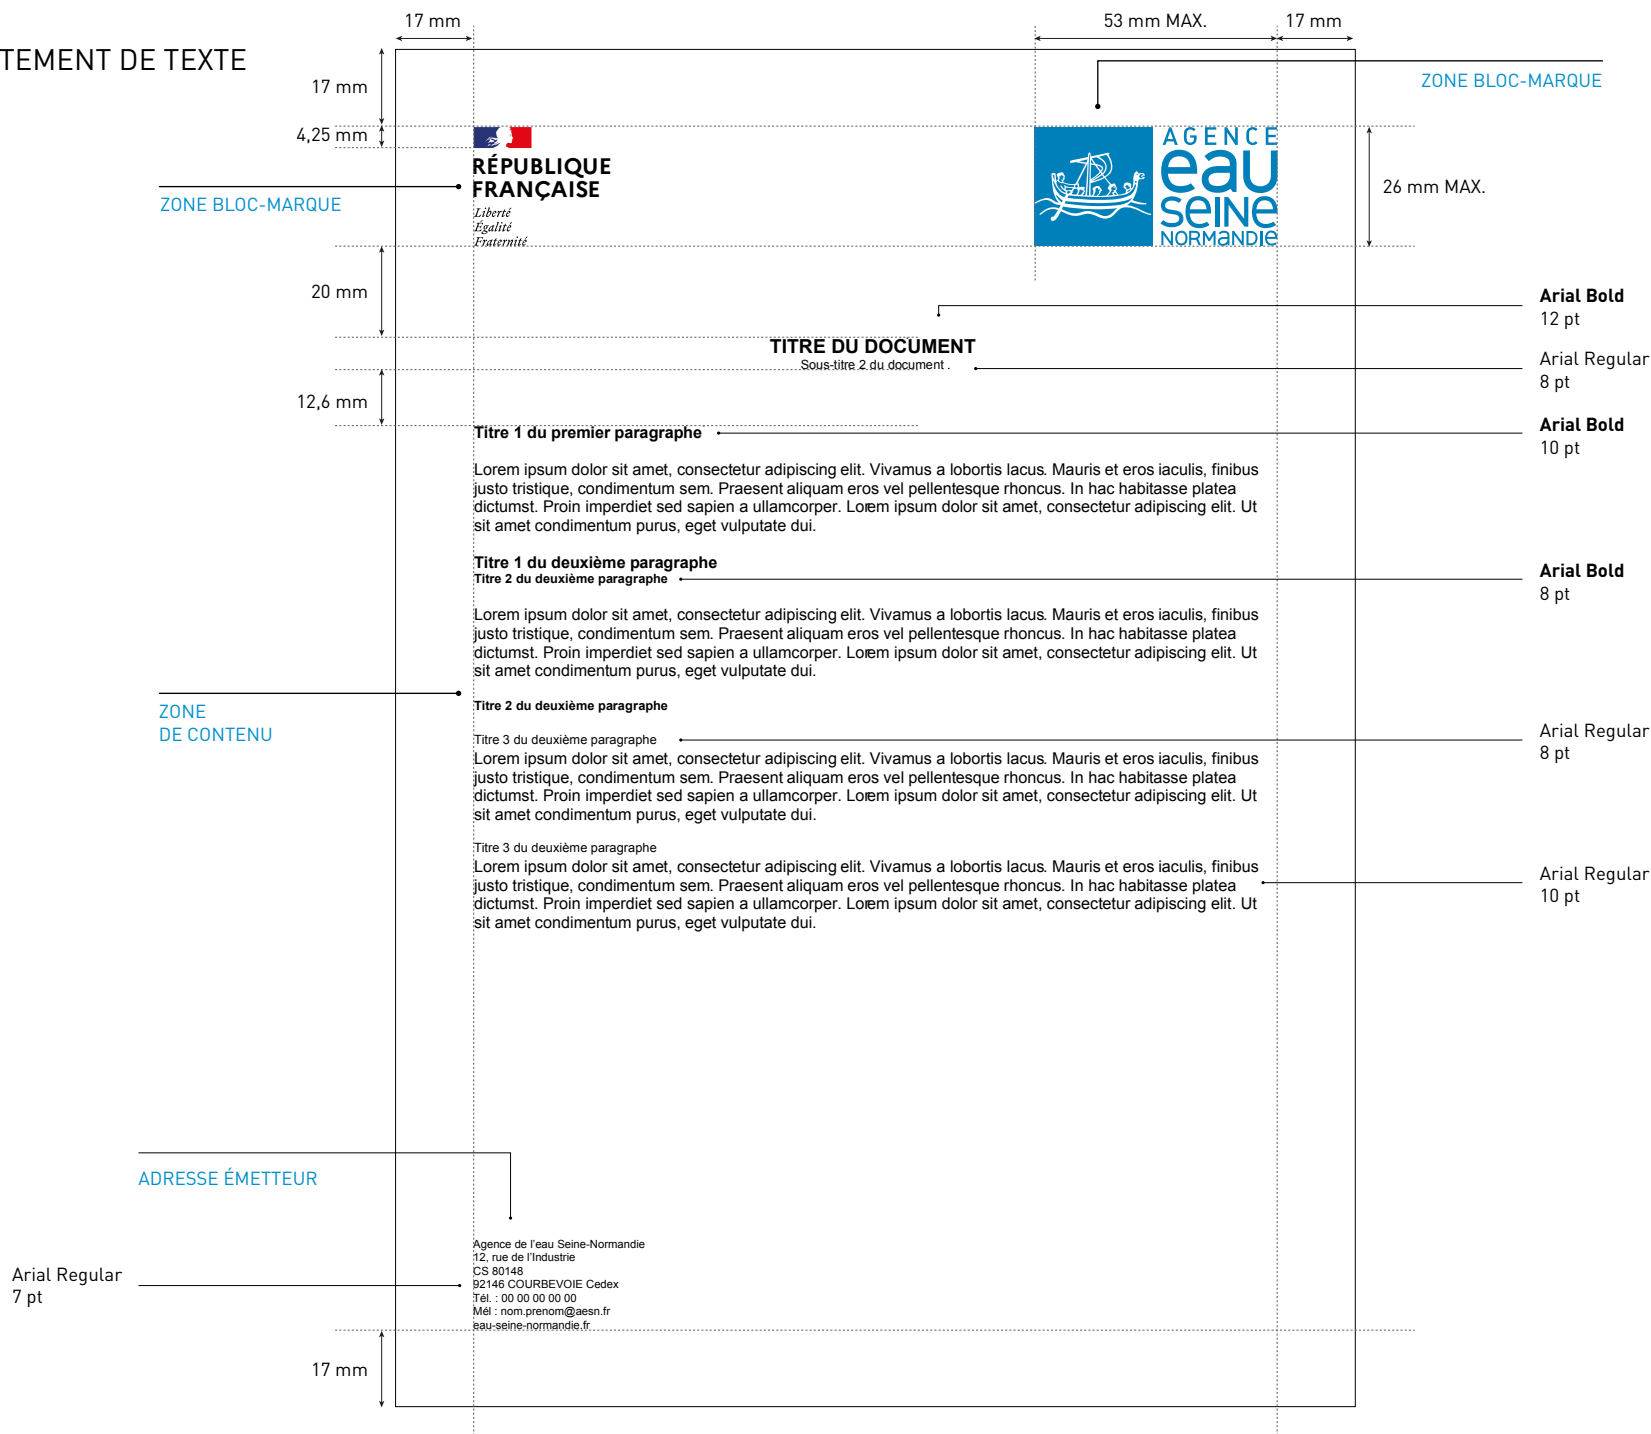 17 mm
53 mm MAX.
17 mm
TEMENT DE TEXTE
ZONE BLOC-MARQUE
17 mm
4,25 mm
RÉPUBLIQUE
FRANÇAISE
Liberté
Égalité
Fraternité
AGENCE
eau
SEINE
NORMANDIE
26 mm MAX.
ZONE BLOC-MARQUE
20 mm
Arial Bold
12 pt
TITRE DU DOCUMENT
Sous-titre 2 du document .
Arial Regular
8 pt
12,6 mm
Titre 1 du premier paragraphe
Arial Bold
10 pt
Lorem ipsum dolor sit amet, consectetur adipiscing elit. Vivamus a lobortis lacus. Mauris et eros iaculis, finibus
justo tristique, condimentum sem. Praesent aliquam eros vel pellentesque rhoncus. In hac habitasse platea
dictumst. Proin imperdiet sed sapien a ullamcorper. Lorem ipsum dolor sit amet, consectetur adipiscing elit. Ut
sit amet condimentum purus, eget vulputate dui.
Titre 1 du deuxième paragraphe
Titre 2 du deuxième paragraphe
Arial Bold
8 pt
Lorem ipsum dolor sit amet, consectetur adipiscing elit. Vivamus a lobortis lacus. Mauris et eros iaculis, finibus
justo tristique, condimentum sem. Praesent aliquam eros vel pellentesque rhoncus. In hac habitasse platea
dictumst. Proin imperdiet sed sapien a ullamcorper. Lorem ipsum dolor sit amet, consectetur adipiscing elit. Ut
sit amet condimentum purus, eget vulputate dui.
ZONE
DE CONTENU
Titre 2 du deuxième paragraphe
Titre 3 du deuxième paragraphe
Arial Regular
8 pt
Lorem ipsum dolor sit amet, consectetur adipiscing elit. Vivamus a lobortis lacus. Mauris et eros iaculis, finibus
justo tristique, condimentum sem. Praesent aliquam eros vel pellentesque rhoncus. In hac habitasse platea
dictumst. Proin imperdiet sed sapien a ullamcorper. Lorem ipsum dolor sit amet, consectetur adipiscing elit. Ut
sit amet condimentum purus, eget vulputate dui.
Titre 3 du deuxième paragraphe
Lorem ipsum dolor sit amet, consectetur adipiscing elit. Vivamus a lobortis lacus. Mauris et eros iaculis, finibus
justo tristique, condimentum sem. Praesent aliquam eros vel pellentesque rhoncus. In hac habitasse platea
dictumst. Proin imperdiet sed sapien a ullamcorper. Lorem ipsum dolor sit amet, consectetur adipiscing elit. Ut
sit amet condimentum purus, eget vulputate dui.
Arial Regular
10 pt
ADRESSE ÉMETTEUR
Agence de l'eau Seine-Normandie
12, rue de l'Industrie
CS 80148
92146 COURBEVOIE Cedex
Tél. : 00 00 00 00 00
Mél : nom.prenom@aesn.fr
eau-seine-normandie.fr
Arial Regular
7 pt
17 mm